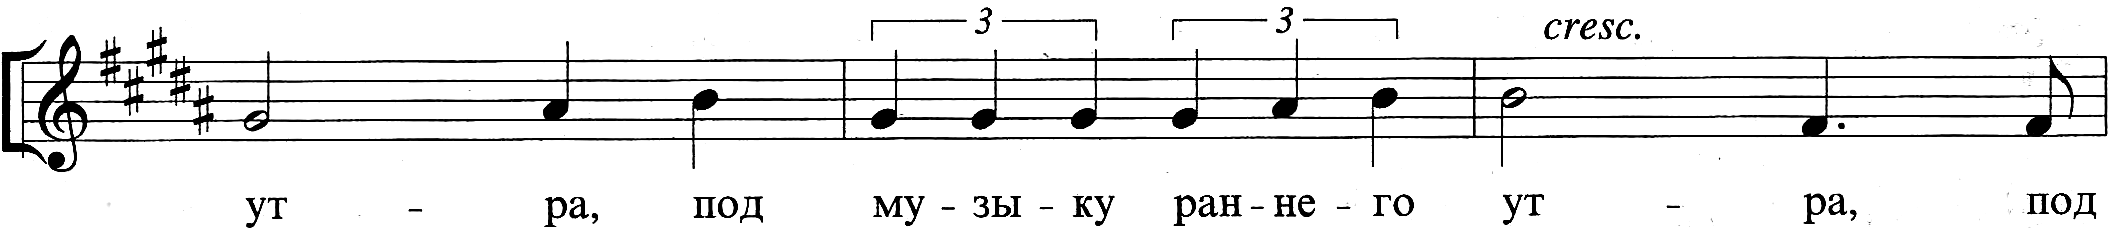 3 3 cresc.
ут - ра, под му - зы - ку ран - не - го ут - ра, под